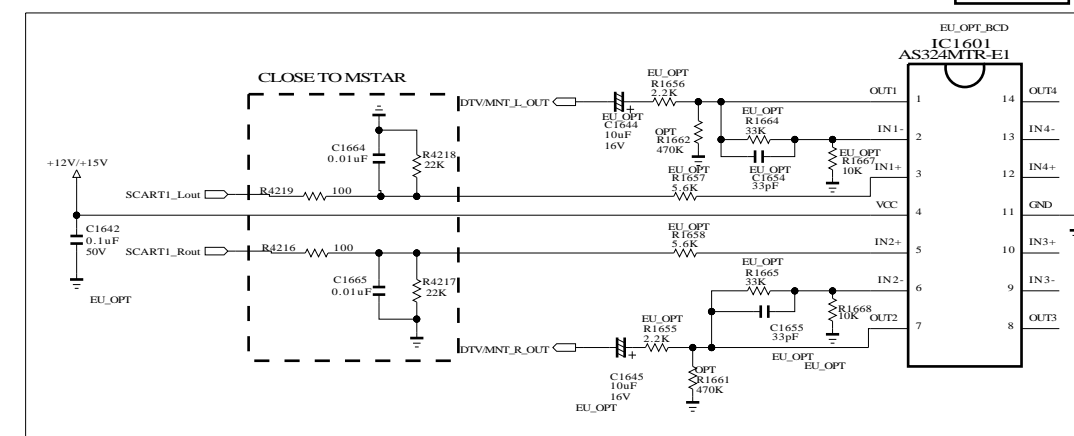 EU_OPT_BCD
IC1601
AS324MTR-E1
CLOSE TO MSTAR
+12V/+15V
C1642
0.1uF
50V
EU_OPT
SCART1_Lout
R4219 100
C1664
0.01uF
R4218
22K
SCART1_Rout
R4216 100
C1665
0.01uF
R4217
22K
DTV/MNT_L_OUT
EU_OPT
C1644
10uF
16V
EU_OPT
R1656
2.2K
OPT
R1662
470K
EU_OPT
R1664
33K
EU_OPT
C1654
33pF
EU_OPT
R1667
10K
EU_OPT
R1657
5.6K
EU_OPT
R1658
5.6K
EU_OPT
R1665
33K
C1655
33pF
EU_OPT
R1668
10K
EU_OPT
DTV/MNT_R_OUT
EU_OPT
R1655
2.2K
C1645
10uF
16V
EU_OPT
OPT
R1661
470K
OUT1 1 14 OUT4
IN1- 2 13 IN4-
IN1+ 3 12 IN4+
VCC 4 11 GND
IN2+ 5 10 IN3+
IN2- 6 9 IN3-
OUT2 7 8 OUT3